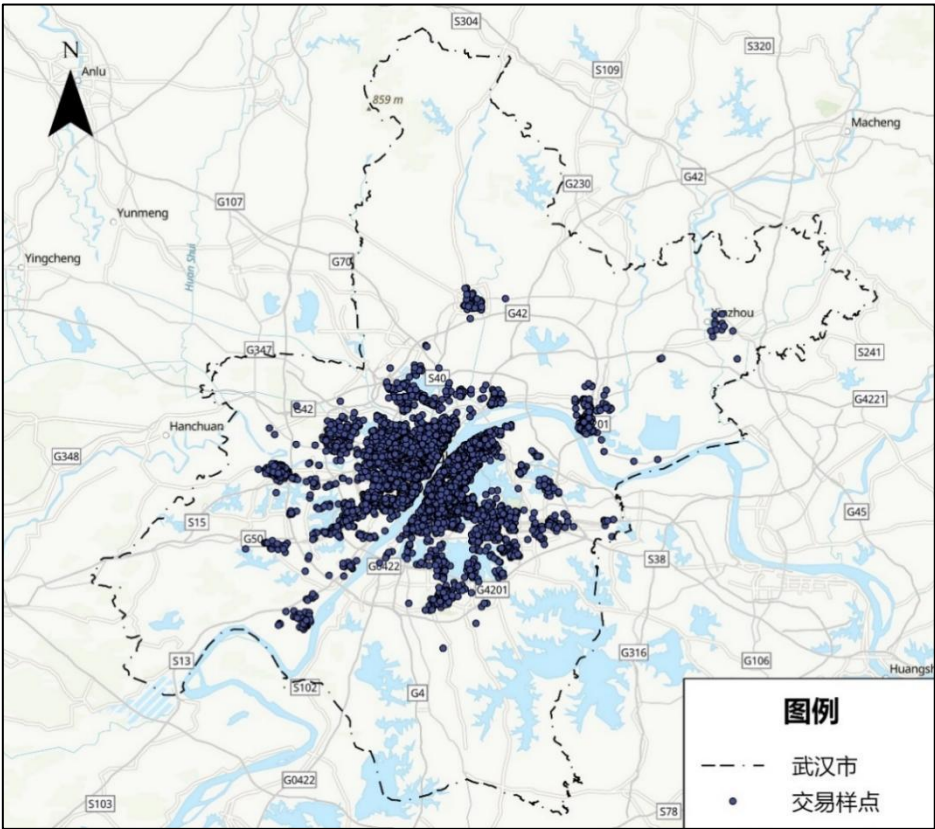 S304
N
Anlu
S320
S109
859 m
Macheng
G230
G42
Yunmeng
G107
Huan Shui
Yingcheng
G70
G42
G347
S241
S40
G42
G4221
Hanchuan
G348
S15
G45
G50
S38
G4201
S13
G316
G106
Huangsh
S102
G4
图例
武汉市
G0422
交易样点
S103
S78